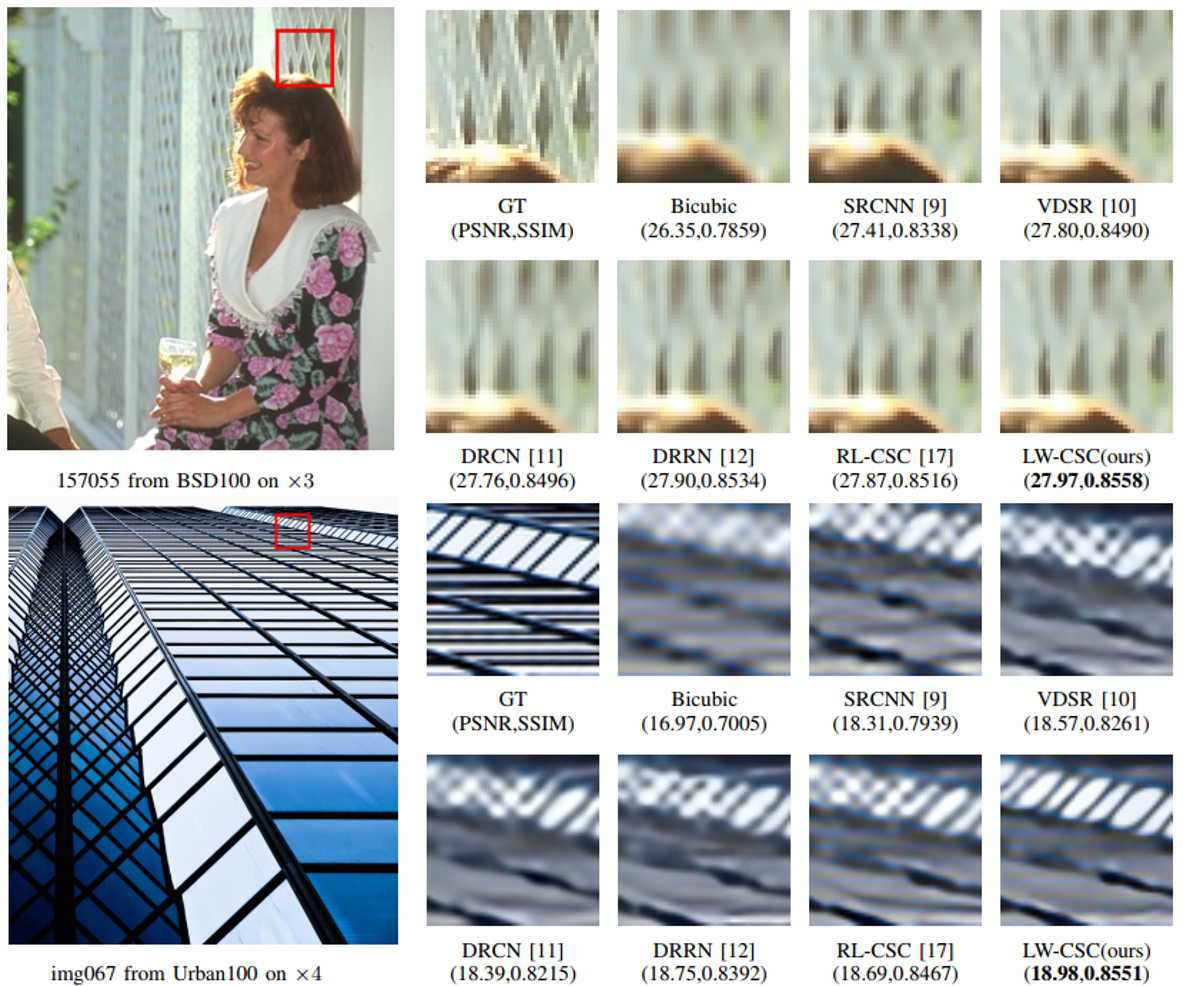 GT
(PSNR,SSIM)
Bicubic
(26.35,0.7859)
SRCNN [9]
(27.41,0.8338)
VDSR [10]
(27.80,0.8490)
DRCN [11]
(27.76,0.8496)
DRRN [12]
(27.90,0.8534)
RL-CSC [17]
(27.87,0.8516)
LW-CSC(ours)
(27.97,0.8558)
157055 from BSD100 on ×3
GT
(PSNR,SSIM)
Bicubic
(16.97,0.7005)
SRCNN [9]
(18.31,0.7939)
VDSR [10]
(18.57,0.8261)
DRCN [11]
(18.39,0.8215)
DRRN [12]
(18.75,0.8392)
RL-CSC [17]
(18.69,0.8467)
LW-CSC(ours)
(18.98,0.8551)
img067 from Urban100 on ×4